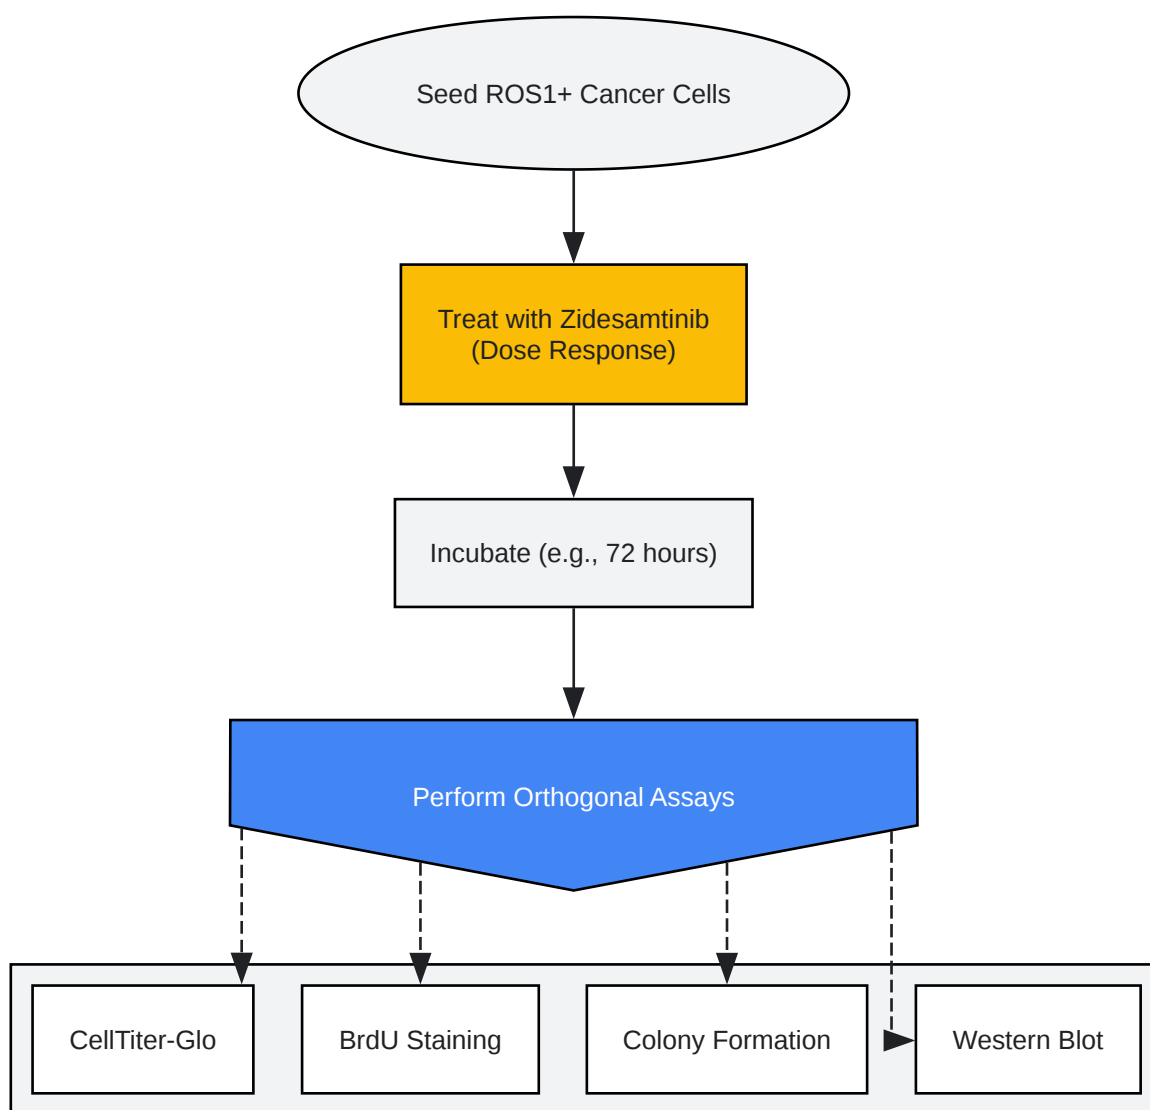 Seed ROS1+ Cancer Cells
Treat with Zidesamtinib
(Dose Response)
Incubate (e.g., 72 hours)
Perform Orthogonal Assays
CellTiter-Glo
BrdU Staining
Colony Formation
Western Blot